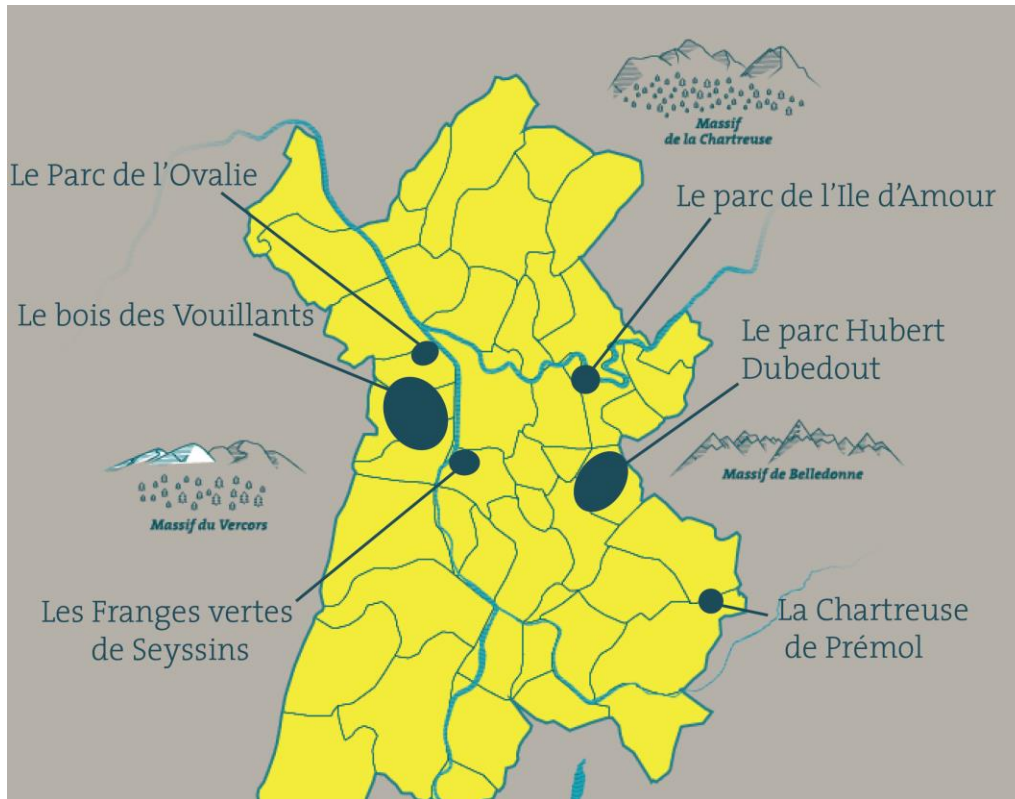 Massif
de la Chartreuse
Le Parc de l'Ovalie
Le parc de l'Ile d'Amour
Le bois des Vouillants
Le parc Hubert
Dubedout
Massif de Belledonne
Massif du Vercors
Les Franges vertes
de Seyssins
La Chartreuse
de Prémol